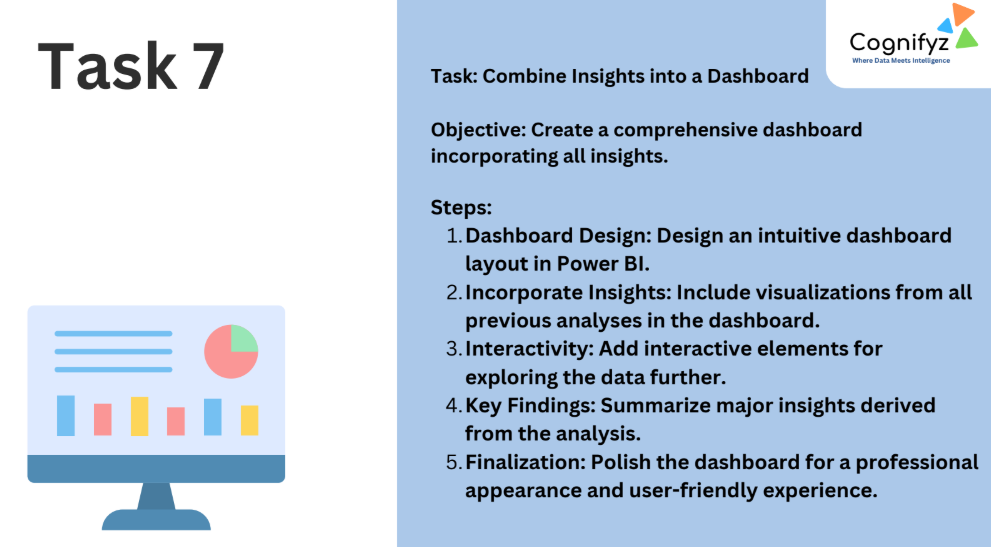 Task 7
Cognifyz
Where Data Meets Intelligence
Task: Combine Insights into a Dashboard
Objective: Create a comprehensive dashboard
incorporating all insights.
Steps:
1. Dashboard Design: Design an intuitive dashboard
layout in Power BI.
2. Incorporate Insights: Include visualizations from all
previous analyses in the dashboard.
3. Interactivity: Add interactive elements for
exploring the data further.
4. Key Findings: Summarize major insights derived
from the analysis.
5. Finalization: Polish the dashboard for a professional
appearance and user-friendly experience.